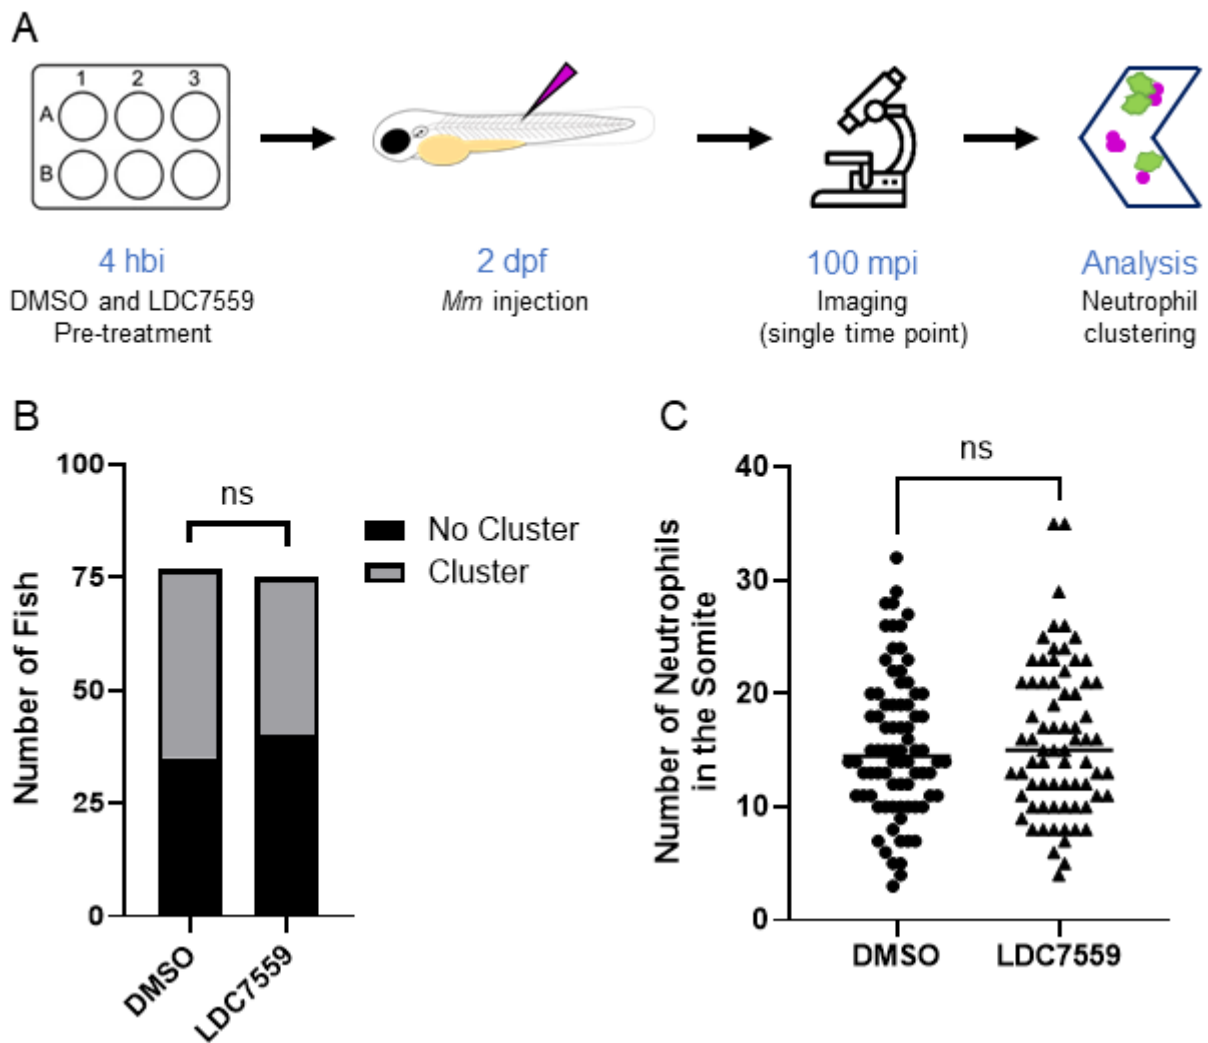 A
1 2 3
A
B
4 hbi
DMSO and LDC7559
Pre-treatment
2 dpf
Mm injection
100 mpi
Imaging
(single time point)
Analysis
Neutrophil
clustering
B
100
75
50
25
0
Number of Fish
ns
No Cluster
Cluster
DMSO
LDC7559
C
40
30
20
10
0
Number of Neutrophils
in the Somite
ns
DMSO
LDC7559